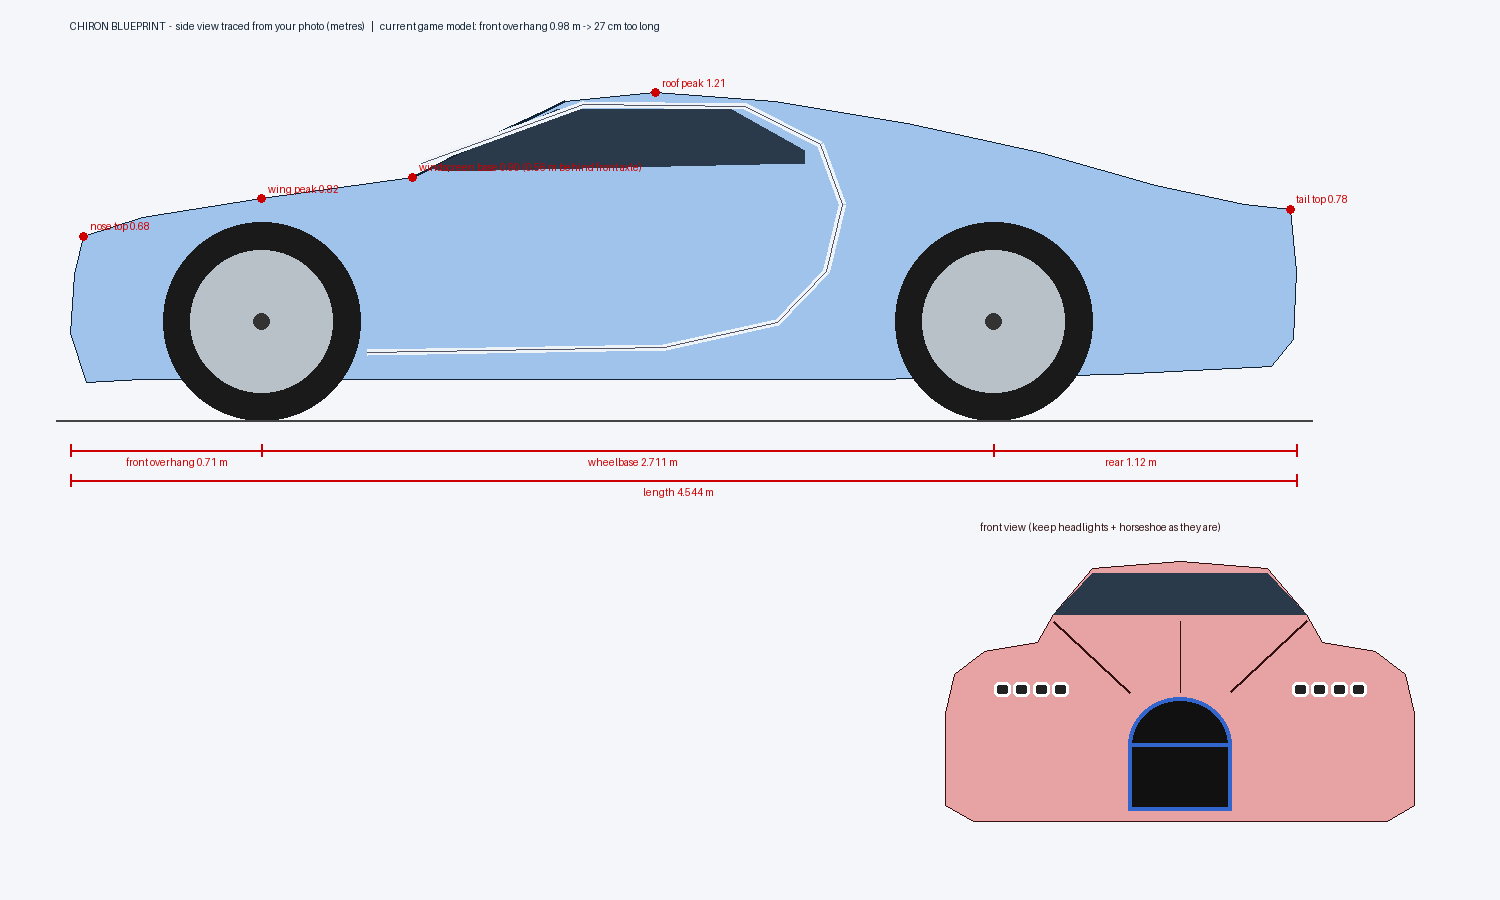 CHIRON BLUEPRINT - side view traced from your photo (metres) | current game model: front overhang 0.98 m -> 27 cm too long
roof peak 1.21
wing peak 0.82
tail top 0.78
nose top 0.68
front overhang 0.71 m
wheelbase 2.711 m
rear 1.12 m
length 4.544 m
front view (keep headlights + horseshoe as they are)